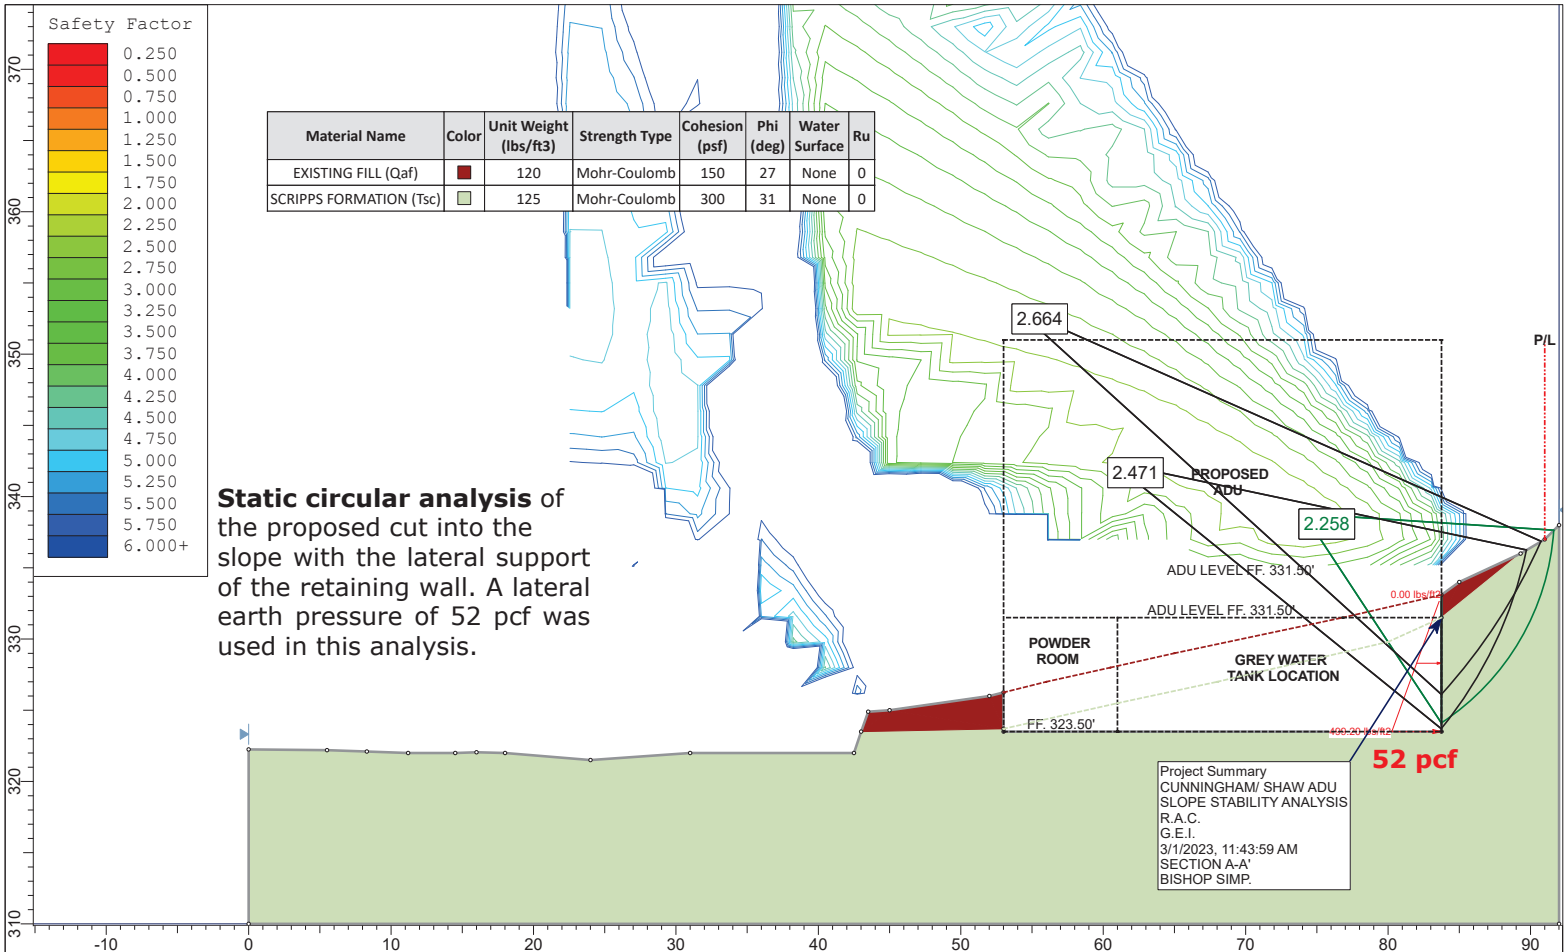 Safety Factor
0.250
0.500
0.750
1.000
1.250
1.500
1.750
2.000
2.250
2.500
2.750
3.000
3.250
3.500
3.750
4.000
4.250
4.500
4.750
5.000
5.250
5.500
5.750
6.000+
Material Name Color Unit Weight (lbs/ft3) Strength Type Cohesion (psf) Phi (deg) Water Surface Ru
EXISTING FILL (Qaf) 120 Mohr-Coulomb 150 27 None 0
SCRIPPS FORMATION (Tsc) 125 Mohr-Coulomb 300 31 None 0
Static circular analysis of
the proposed cut into the
slope with the lateral support
of the retaining wall. A lateral
earth pressure of 52 pcf was
used in this analysis.
2.664
P/L
2.471
PROPOSED
ADU
2.258
ADU LEVEL FF. 331.50'
0.00 lbs/ft2
ADU LEVEL FF. 331.50'
POWDER
ROOM
GREY WATER
TANK LOCATION
FF. 323.50'
52 pcf
Project Summary
CUNNINGHAM/ SHAW ADU
SLOPE STABILITY ANALYSIS
R.A.C.
G.E.I.
3/1/2023, 11:43:59 AM
SECTION A-A'
BISHOP SIMP.
370
360
350
340
330
320
310
-10 0 10 20 30 40 50 60 70 80 90